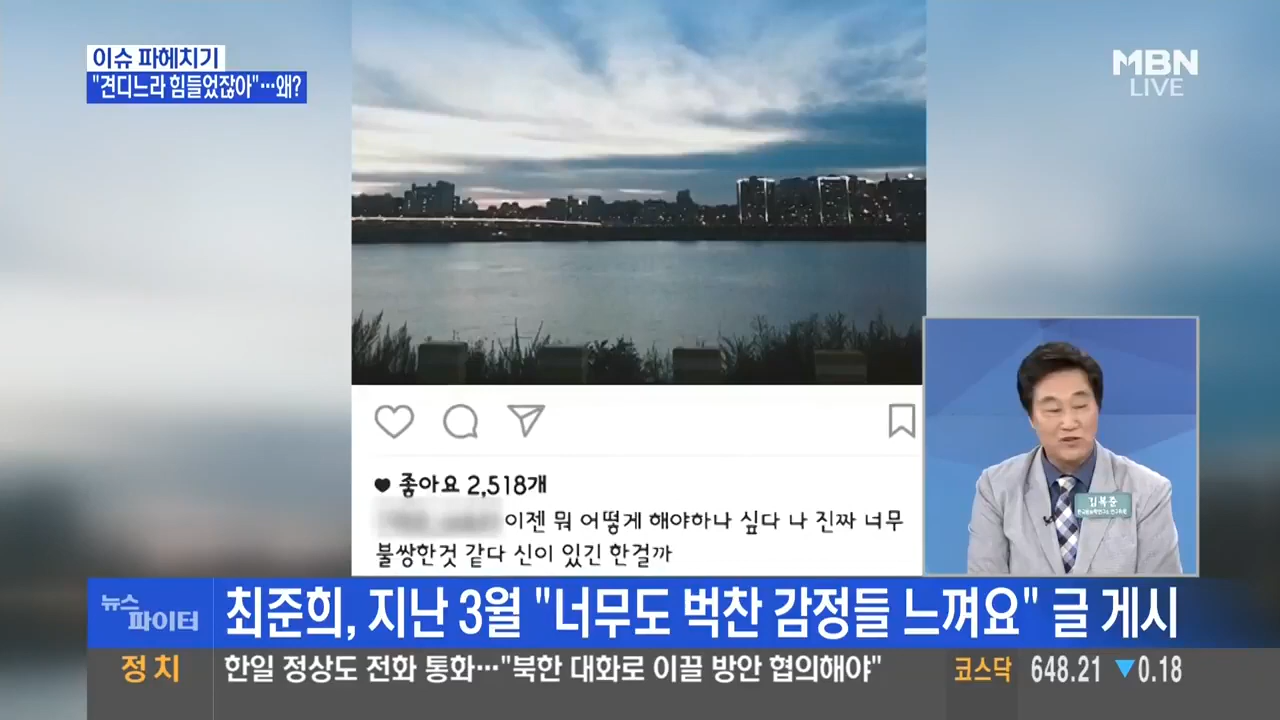 이슈 파헤치기
"견디느라 힘들었잖아"…왜?
MBN
LIVE
좋아요 2,518개
이젠 뭐 어떻게 해야하나 싶다 나 진짜 너무
불쌍한것 같다 신이 있긴 한걸까
김복준
뉴스
파이터
최준희, 지난 3월 "너무도 벅찬 감정들 느껴요" 글 게시
정치
한일 정상도 전화 통화…"북한 대화로 이끌 방안 협의해야"
코스닥 648.21 ▼0.18